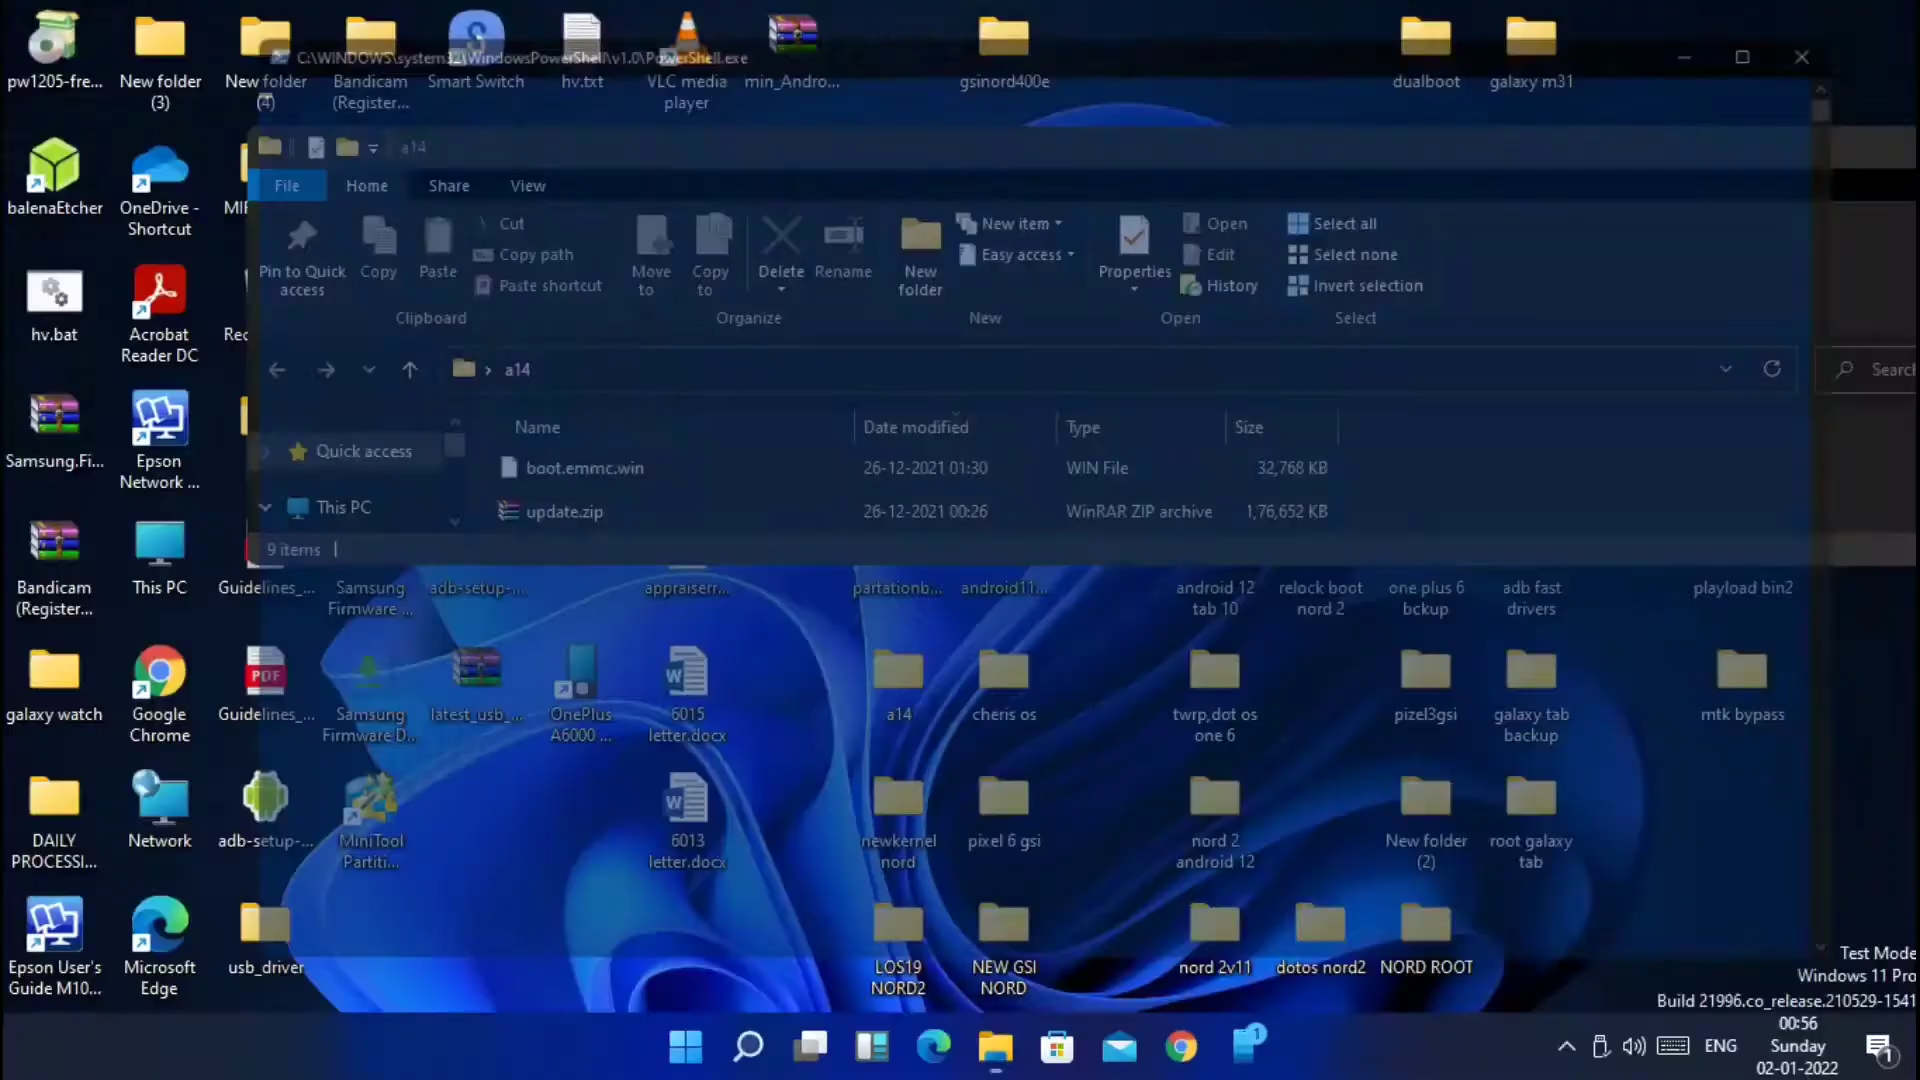 pw1205-fre...
New folder
(3)
New folder
(4)
Bandicam
(Register...
Smart Switch
hv.txt
VLC media
player
min_Andro...
gsinord400e
dualboot
galaxy m31
C:\WINDOWS\system32\WindowsPowerShell\v1.0\PowerShell.exe
balenaEtcher
OneDrive -
Shortcut
hv.bat
Acrobat
Reader DC
Samsung.Fi...
Epson
Network ...
a14
File
Home
Share
View
Pin to Quick
access
Copy
Paste
Cut
Copy path
Paste shortcut
Clipboard
Move
to
Copy
to
Delete
Rename
Organize
New
folder
New item
Easy access
New
Properties
Open
Edit
History
Open
Select all
Select none
Invert selection
Select
a14
Search
Name
Date modified
Type
Size
Quick access
This PC
boot.emmc.win
26-12-2021 01:30
WIN File
32,768 KB
update.zip
26-12-2021 00:26
WinRAR ZIP archive
1,76,652 KB
9 items
Bandicam
(Register...
This PC
Guidelines_...
Samsung
Firmware ...
adb-setup-...
appraiserr...
partationb...
android11...
android 12
tab 10
relock boot
nord 2
one plus 6
bckup
adb fast
drivers
playload bin2
galaxy watch
Google
Chrome
PDF
Guidelines_...
Samsung
Firmware D...
latest_usb_...
OnePlus
A6000 ...
6015
letter.docx
a14
cheris os
twrp,dot os
one 6
pizel3gsi
galaxy tab
backup
mtk bypass
DAILY
PROCESSI...
Network
adb-setup-...
MiniTool
Partiti...
6013
letter.docx
newkernel
nord
pixel 6 gsi
nord 2
android 12
New folder
(2)
root galaxy
tab
Epson User's
Guide M10...
Microsoft
Edge
usb_driver
LOS19
NORD2
NEW GSI
NORD
nord 2v11
dotos nord2
NORD ROOT
Test Mode
Windows 11 Pro
Build 21996.co_release.210529-1541
ENG
00:56
Sunday
02-01-2022
1
1